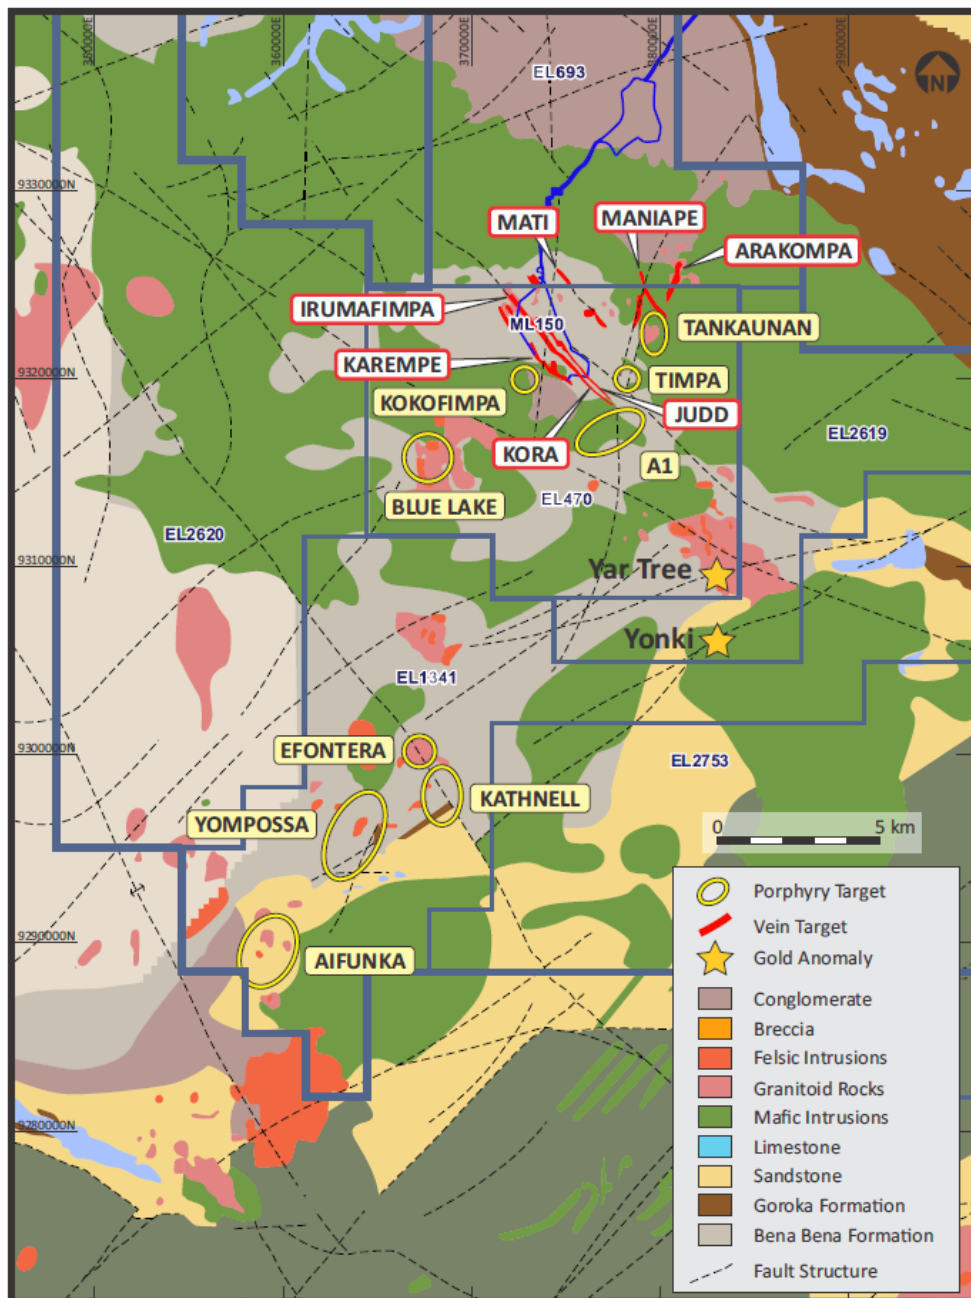 350000E
360000E
370000E
380000E
390000E
N
EL693
9330000N
MATI
MANIAPE
ARAKOMPA
IRUMAFIMPA
ML150
TANKAUNAN
KAREMPE
9320000N
TIMPA
KOKOFIMPA
JUDD
EL2619
KORA
A1
EL470
BLUE LAKE
EL2620
9310000N
Yar Tree
Yonki
EL1341
9300000N
EFONTERA
EL2753
KATHNELL
YOMPOSSA
0 5 km
9290000N
AIFUNKA
9280000N
Porphyry Target
Vein Target
Gold Anomaly
Conglomerate
Breccia
Felsic Intrusions
Granitoid Rocks
Mafic Intrusions
Limestone
Sandstone
Goroka Formation
Bena Bena Formation
Fault Structure